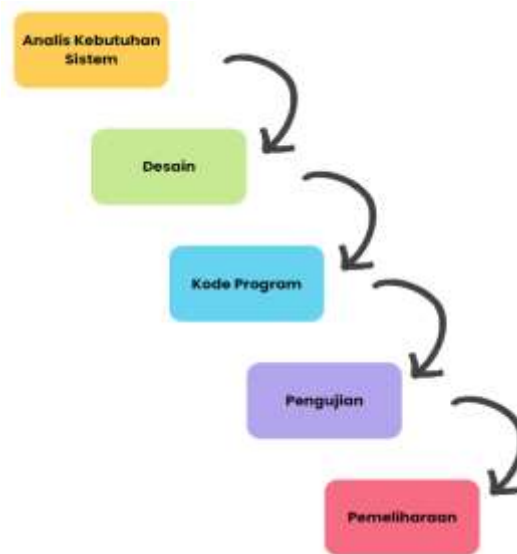 Analis Kebutuhan
Sistem
Desain
Kode Program
Pengujian
Pemeliharaan